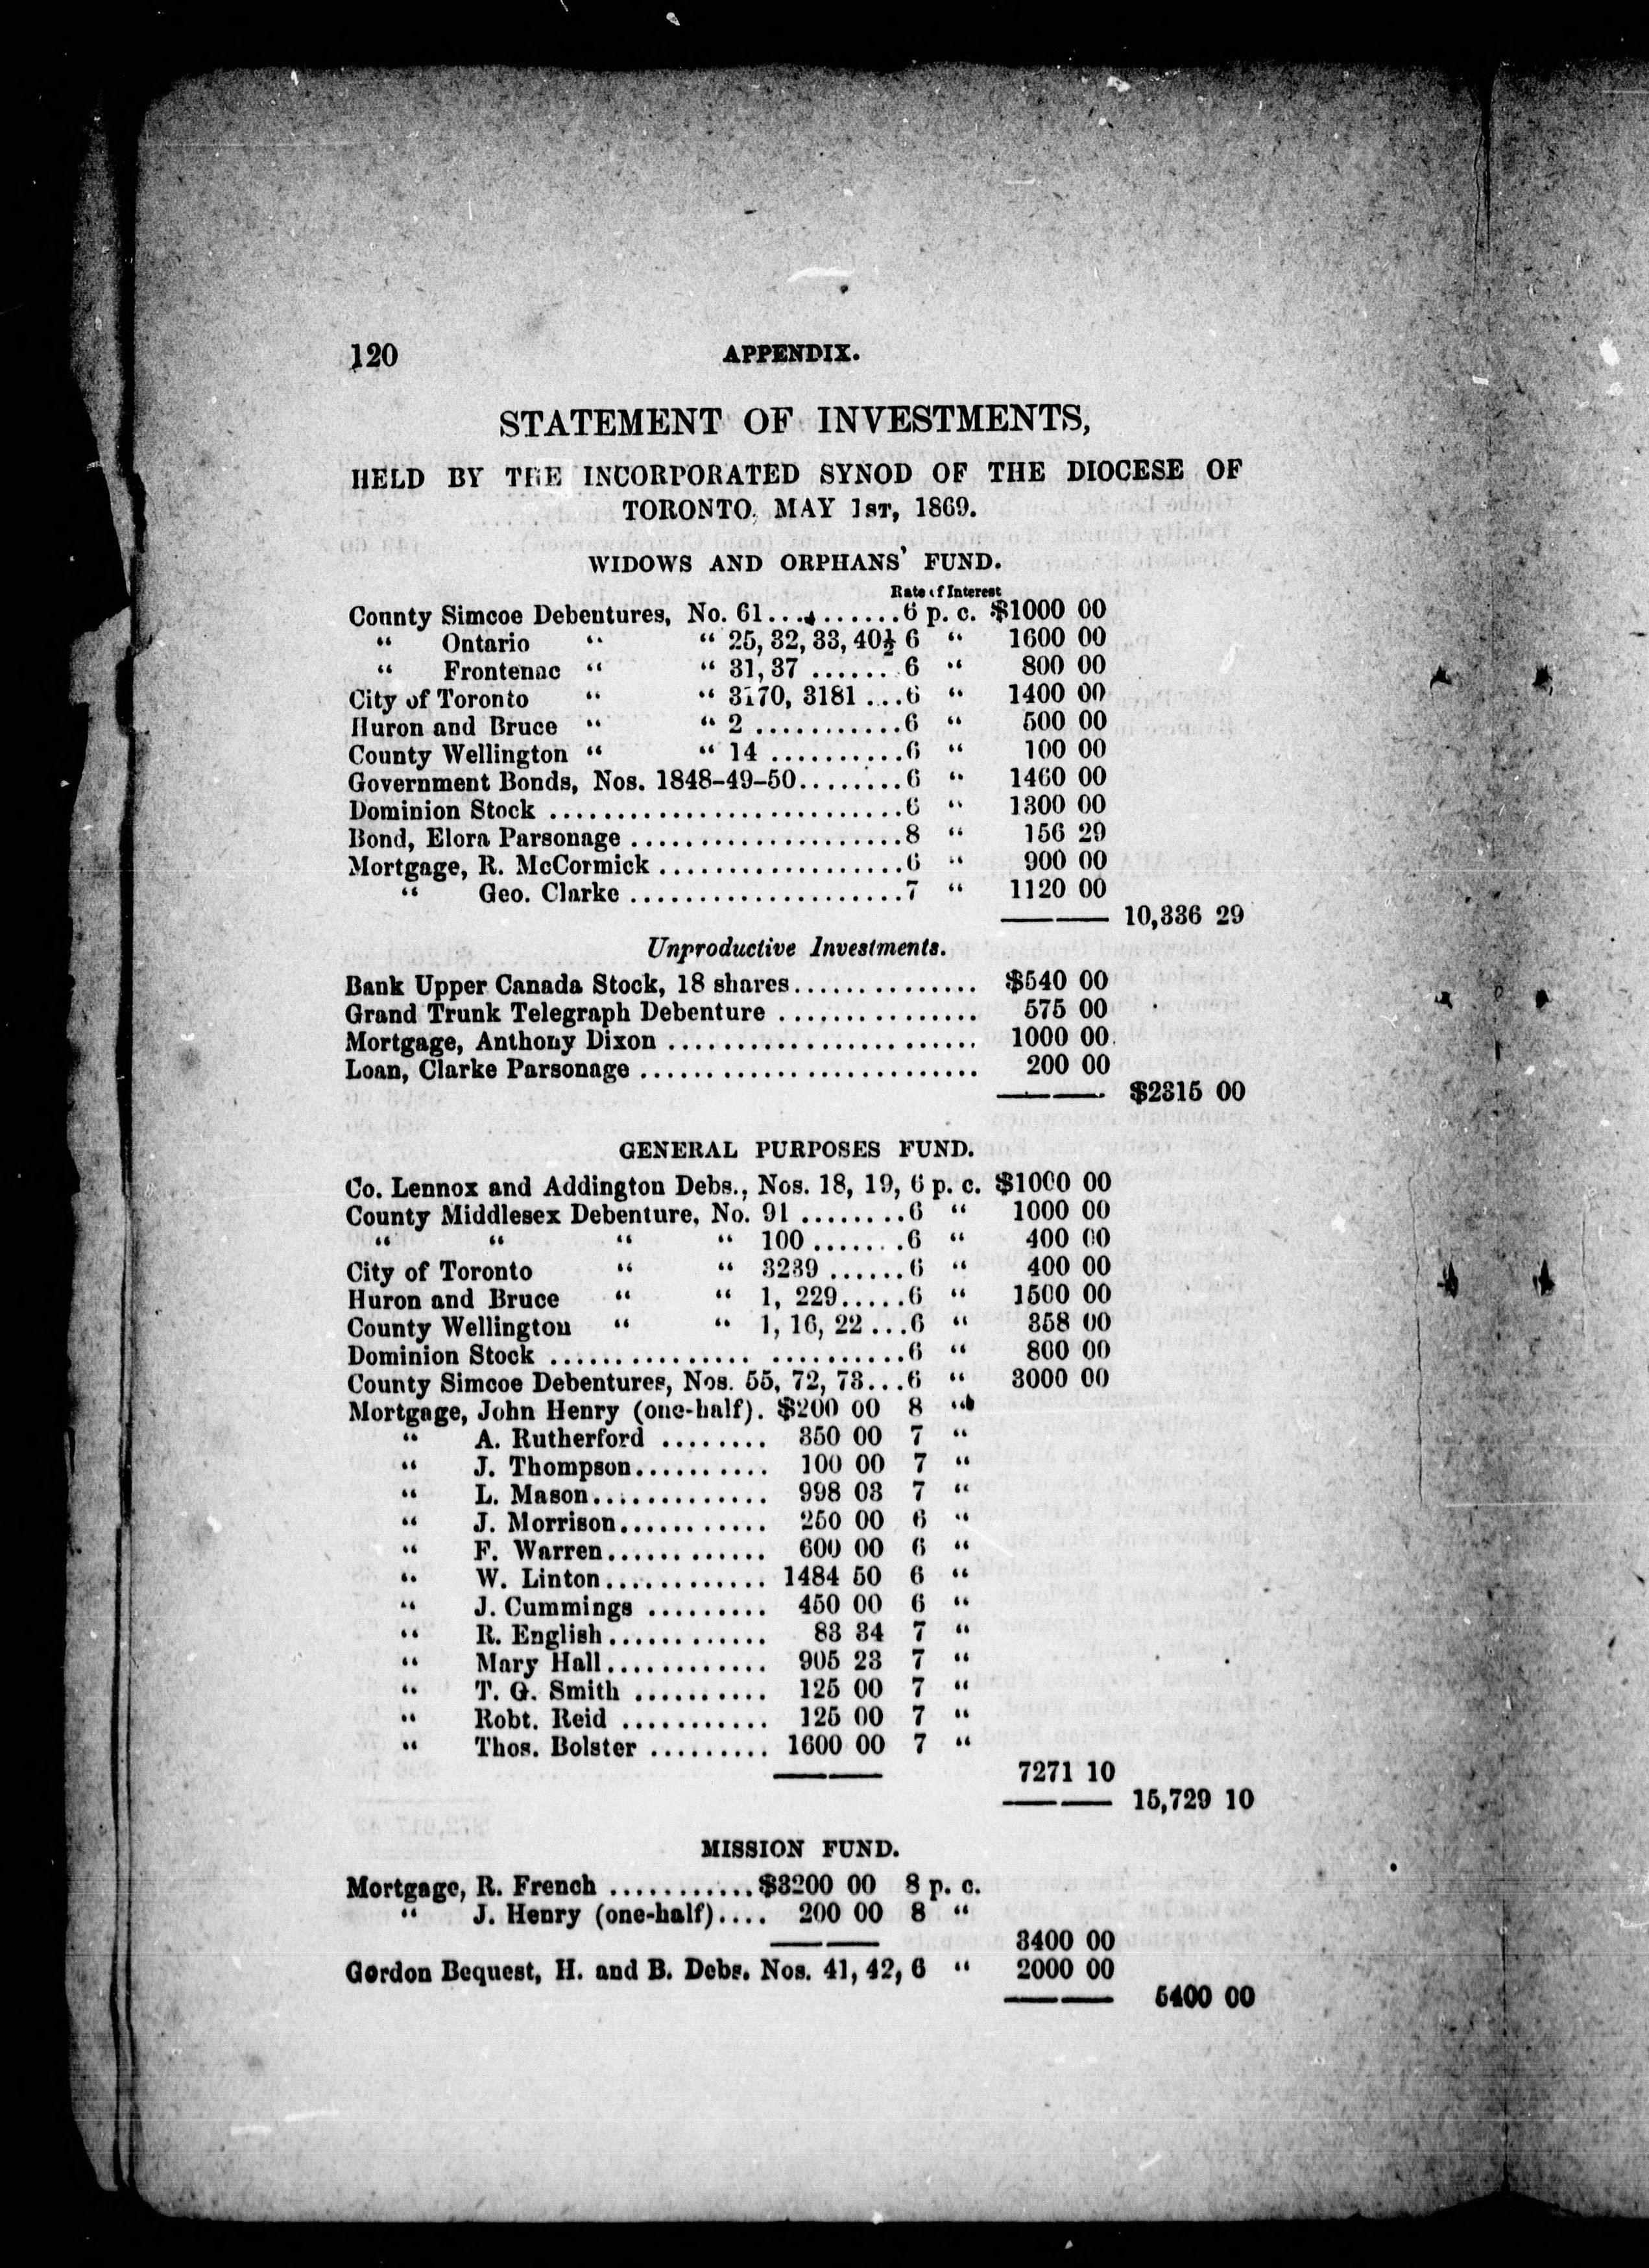 120 APPENDIX.
STATEMENT OF INVESTMENTS,
HELD BY THE INCORPORATED SYNOD OF THE DIOCESE OF
TORONTO, MAY 1ST, 1869.
WIDOWS AND ORPHANS' FUND.
Rate of Interest
County Simcoe Debentures, No. 61...........6 p. c. $1000 00
“ Ontario “ “ 25, 32, 33, 40½ 6 “ 1600 00
“ Frontenac “ “ 31, 37 .......6 “ 800 00
City of Toronto “ “ 3170, 3181 ...6 “ 1400 00
Huron and Bruce “ “ 2 ...........6 “ 500 00
County Wellington “ “ 14 ..........6 “ 100 00
Government Bonds, Nos. 1848-49-50........6 “ 1460 00
Dominion Stock ..........................6 “ 1300 00
Bond, Elora Parsonage ....................8 “ 156 29
Mortgage, R. McCormick ..................6 “ 900 00
“ Geo. Clarke ....................7 “ 1120 00
10,336 29
Unproductive Investments.
Bank Upper Canada Stock, 18 shares.............. $540 00
Grand Trunk Telegraph Debenture ............... 575 00
Mortgage, Anthony Dixon ....................... 1000 00
Loan, Clarke Parsonage ......................... 200 00
$2315 00
GENERAL PURPOSES FUND.
Co. Lennox and Addington Debs., Nos. 18, 19, 6 p. c. $1000 00
County Middlesex Debenture, No. 91 ........6 “ 1000 00
“ “ “ “ 100 .......6 “ 400 00
City of Toronto “ “ 3239 ......6 “ 400 00
Huron and Bruce “ “ 1, 229.....6 “ 1500 00
County Wellington “ “ 1, 16, 22 ...6 “ 358 00
Dominion Stock ..........................6 “ 800 00
County Simcoe Debentures, Nos. 55, 72, 73...6 “ 3000 00
Mortgage, John Henry (one-half). $200 00 8 “
“ A. Rutherford ........ 350 00 7 “
“ J. Thompson.......... 100 00 7 “
“ L. Mason............. 998 03 7 “
“ J. Morrison........... 250 00 6 “
“ F. Warren............ 600 00 6 “
“ W. Linton............ 1484 50 6 “
“ J. Cummings ......... 450 00 6 “
“ R. English............ 83 34 7 “
“ Mary Hall............ 905 23 7 “
“ T. G. Smith .......... 125 00 7 “
“ Robt. Reid ........... 125 00 7 “
“ Thos. Bolster ......... 1600 00 7 “
7271 10
15,729 10
MISSION FUND.
Mortgage, R. French ...........$3200 00 8 p. c.
“ J. Henry (one-half).... 200 00 8 “
3400 00
Gordon Bequest, H. and B. Debs. Nos. 41, 42, 6 “ 2000 00
5400 00